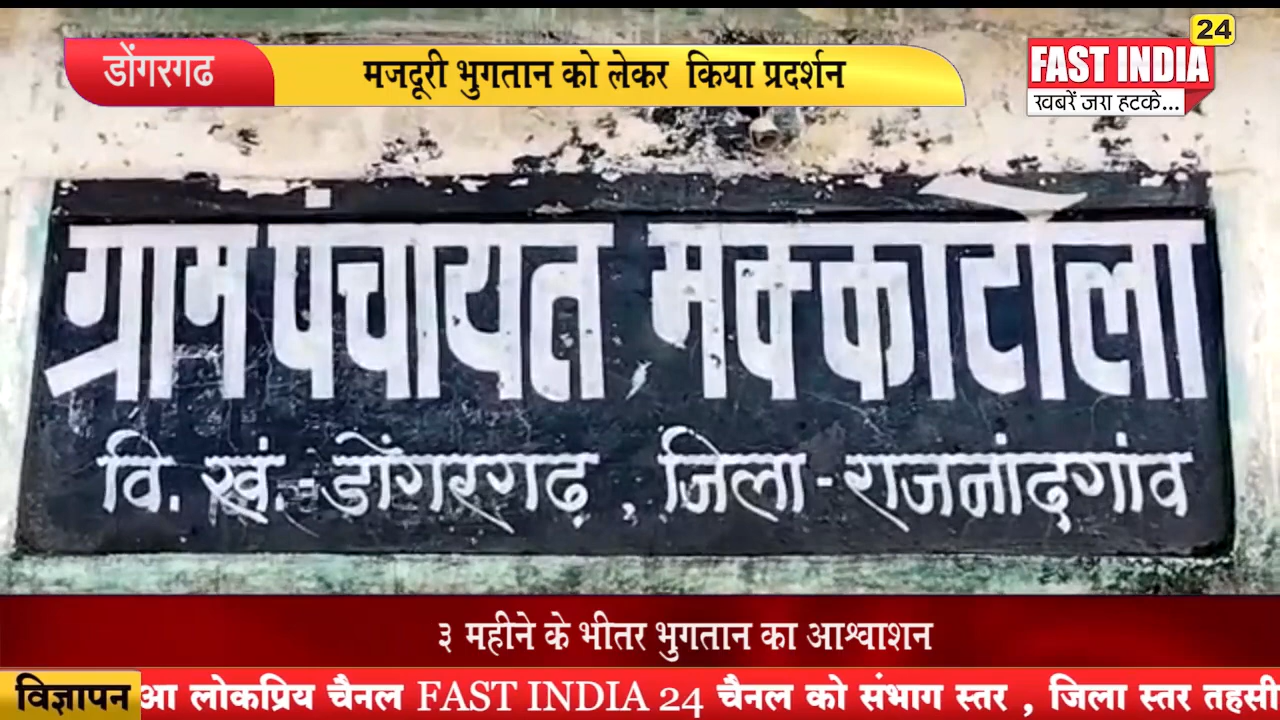 24
डोंगरगढ
मजदूरी भुगतान को लेकर किया प्रदर्शन
FAST INDIA
खबरें जरा हटके...
ग्राम पचायत मक्काटोला
वि. खं.-डोंगरगढ़ , जिला-राजनांदगांव
३ महीने के भीतर भुगतान का आश्वाशन
विज्ञापन आ लोकप्रिय चैनल FAST INDIA 24 चैनल को संभाग स्तर , जिला स्तर तहसी